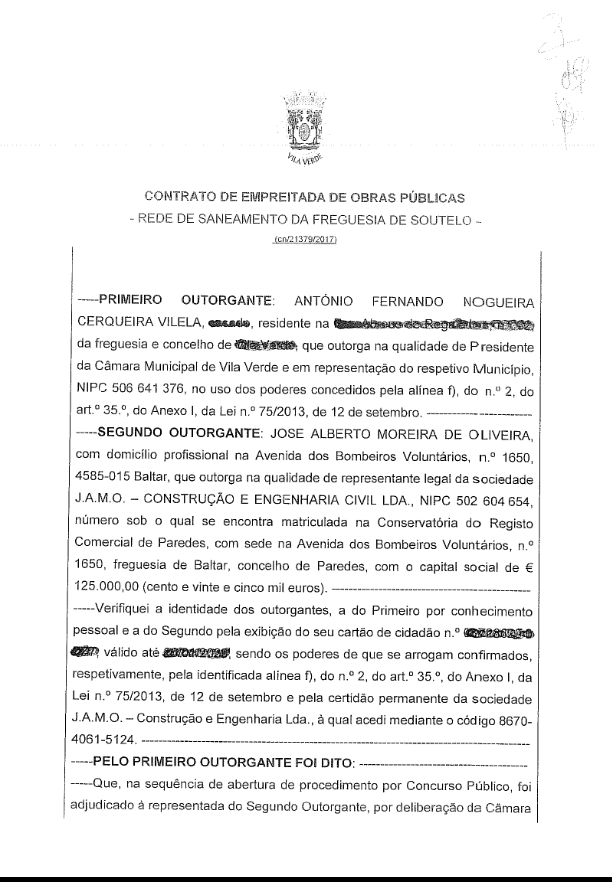 VILA VERDE
CONTRATO DE EMPREITADA DE OBRAS PÚBLICAS
- REDE DE SANEAMENTO DA FREGUESIA DE SOUTELO –
(cn/21379/2017)
-----PRIMEIRO OUTORGANTE: ANTÓNIO FERNANDO NOGUEIRA
CERQUEIRA VILELA, residente na
da freguesia e concelho de que outorga na qualidade de Presidente
da Câmara Municipal de Vila Verde e em representação do respetivo Município,
NIPC 506 641 376, no uso dos poderes concedidos pela alínea f), do n.º 2, do
art.º 35.º, do Anexo I, da Lei n.º 75/2013, de 12 de setembro. ---------------------
-----SEGUNDO OUTORGANTE: JOSE ALBERTO MOREIRA DE OLIVEIRA,
com domicílio profissional na Avenida dos Bombeiros Voluntários, n.º 1650,
4585-015 Baltar, que outorga na qualidade de representante legal da sociedade
J.A.M.O. – CONSTRUÇÃO E ENGENHARIA CIVIL LDA., NIPC 502 604 654,
número sob o qual se encontra matriculada na Conservatória do Registo
Comercial de Paredes, com sede na Avenida dos Bombeiros Voluntários, n.º
1650, freguesia de Baltar, concelho de Paredes, com o capital social de €
125.000,00 (cento e vinte e cinco mil euros). ----------------------------------------
-----Verifiquei a identidade dos outorgantes, a do Primeiro por conhecimento
pessoal e a do Segundo pela exibição do seu cartão de cidadão n.º
válido até sendo os poderes de que se arrogam confirmados,
respetivamente, pela identificada alínea f), do n.º 2, do art.º 35.º, do Anexo I, da
Lei n.º 75/2013, de 12 de setembro e pela certidão permanente da sociedade
J.A.M.O. – Construção e Engenharia Lda., à qual acedi mediante o código 8670-
4061-5124. --------------------------------------------------------------------------------
-----PELO PRIMEIRO OUTORGANTE FOI DITO: ----------------------------------
-----Que, na sequência de abertura de procedimento por Concurso Público, foi
adjudicado á representada do Segundo Outorgante, por deliberação da Câmara